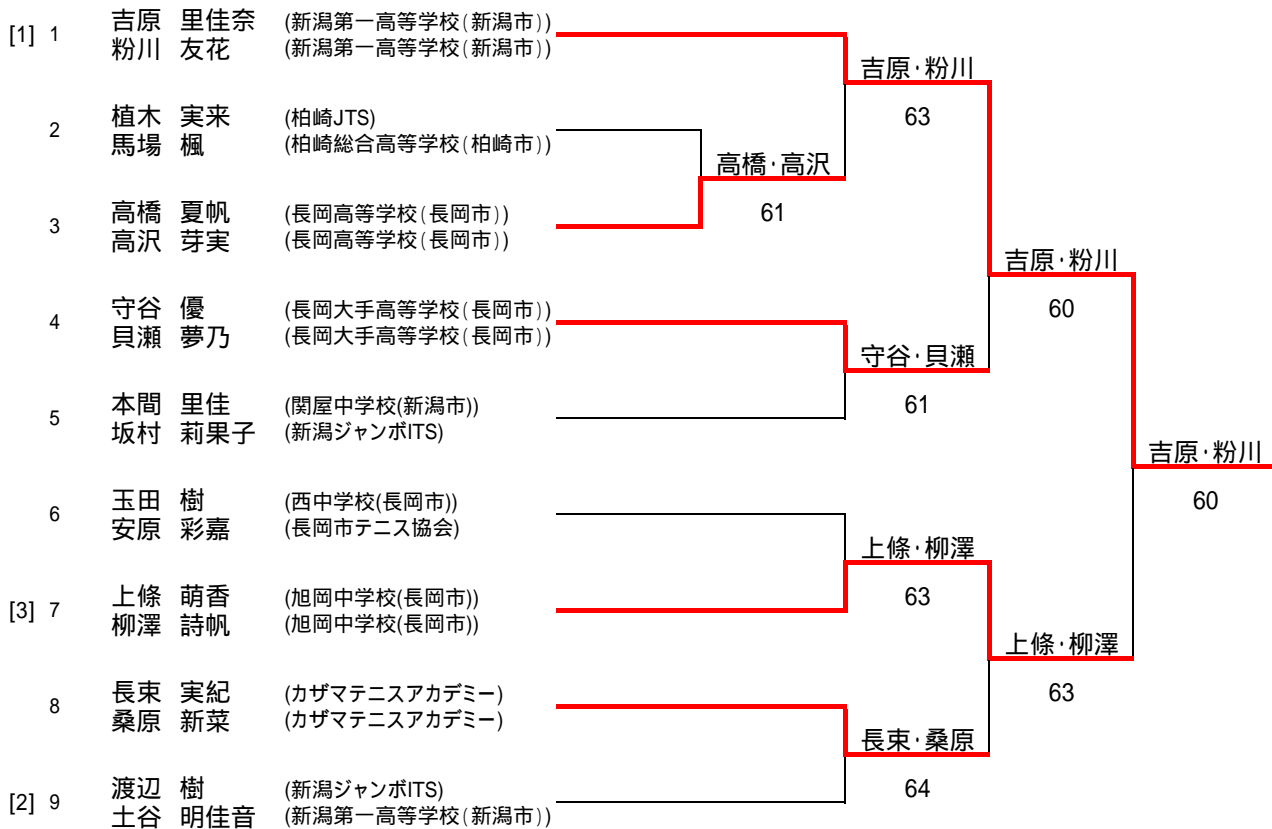 [1] 1 吉原 里佳奈 (新潟第一高等学校(新潟市))
粉川 友花 (新潟第一高等学校(新潟市))
吉原・粉川
63
2 植木 実来 (柏崎JTS)
馬場 楓 (柏崎総合高等学校(柏崎市))
高橋・高沢
61
3 高橋 夏帆 (長岡高等学校(長岡市))
高沢 芽実 (長岡高等学校(長岡市))
吉原・粉川
60
4 守谷 優 (長岡大手高等学校(長岡市))
貝瀬 夢乃 (長岡大手高等学校(長岡市))
守谷・貝瀬
61
5 本間 里佳 (関屋中学校(新潟市))
坂村 莉果子 (新潟ジャンボITS)
吉原・粉川
60
6 玉田 樹 (西中学校(長岡市))
安原 彩嘉 (長岡市テニス協会)
上條・柳澤
63
[3] 7 上條 萌香 (旭岡中学校(長岡市))
柳澤 詩帆 (旭岡中学校(長岡市))
上條・柳澤
63
8 長束 実紀 (カザマテニスアカデミー)
桑原 新菜 (カザマテニスアカデミー)
長束・桑原
64
[2] 9 渡辺 樹 (新潟ジャンボITS)
土谷 明佳音 (新潟第一高等学校(新潟市))